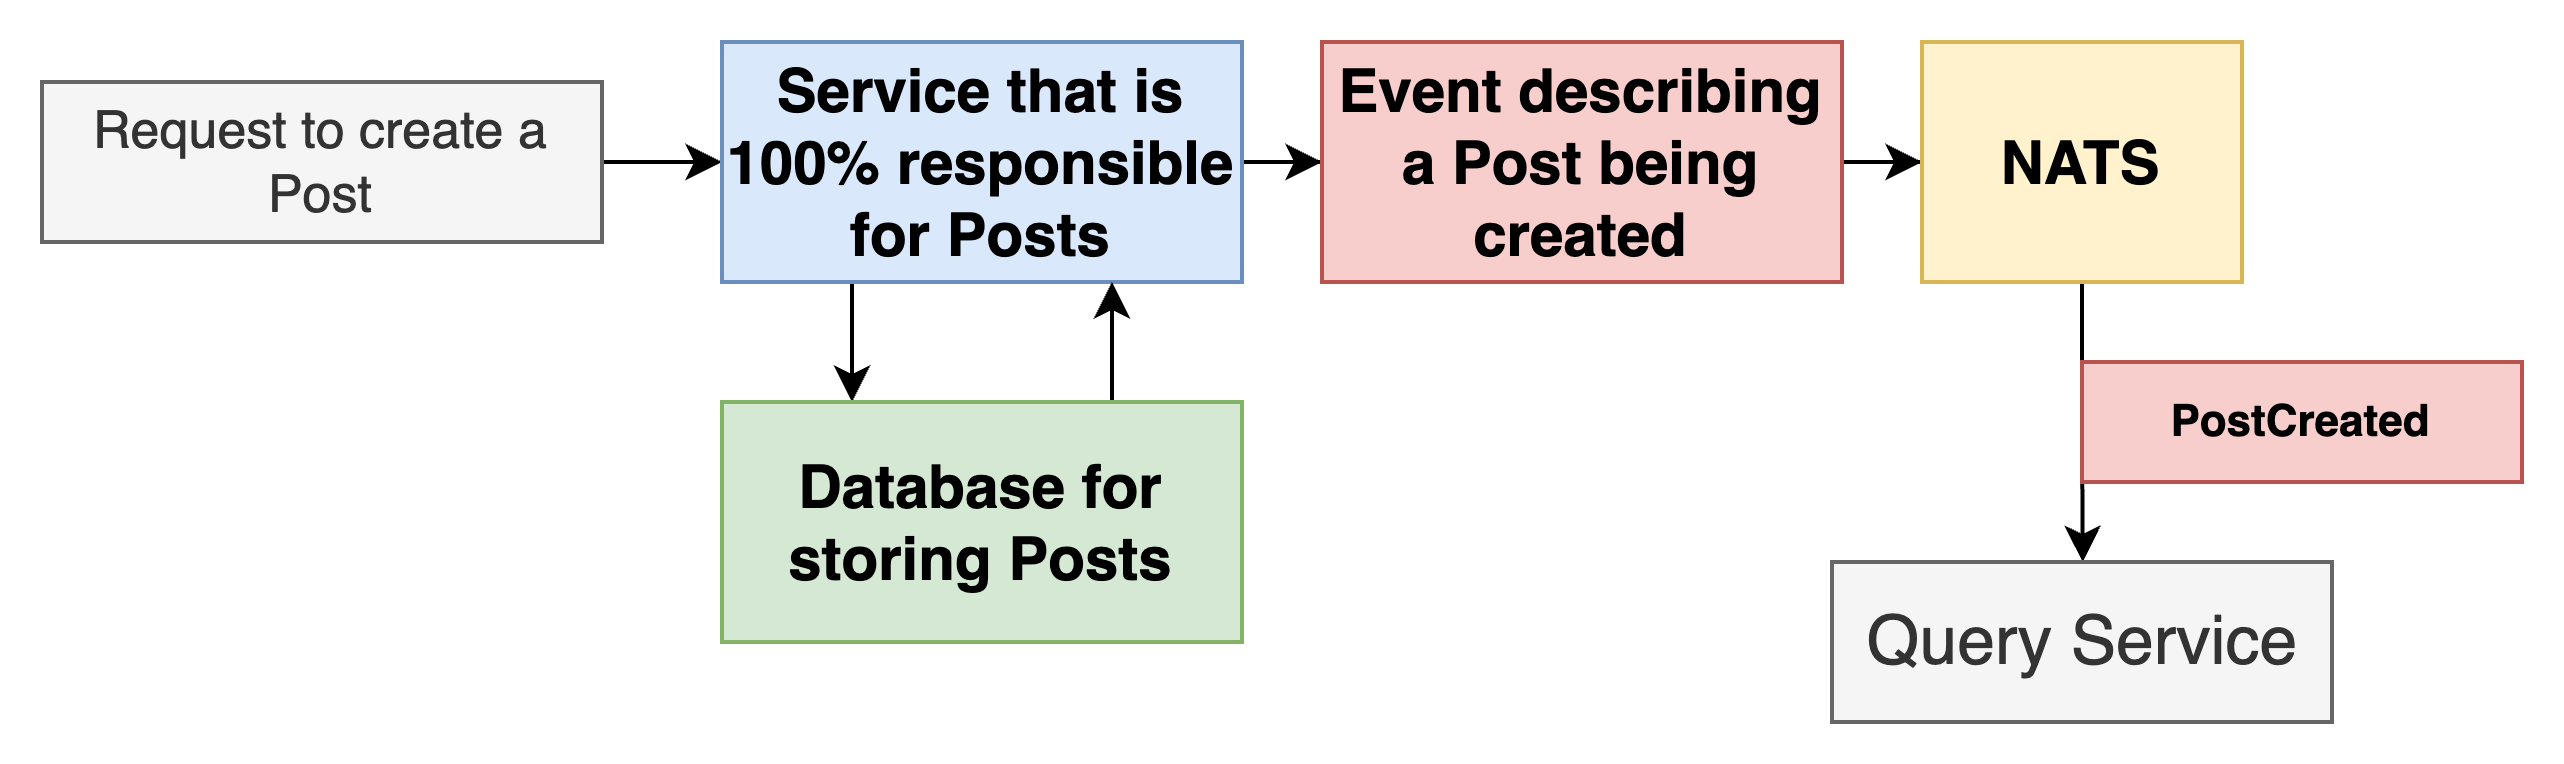 Request to create a
Post
Service that is
100% responsible
for Posts
Event describing
a Post being
created
NATS
Database for
storing Posts
PostCreated
Query Service